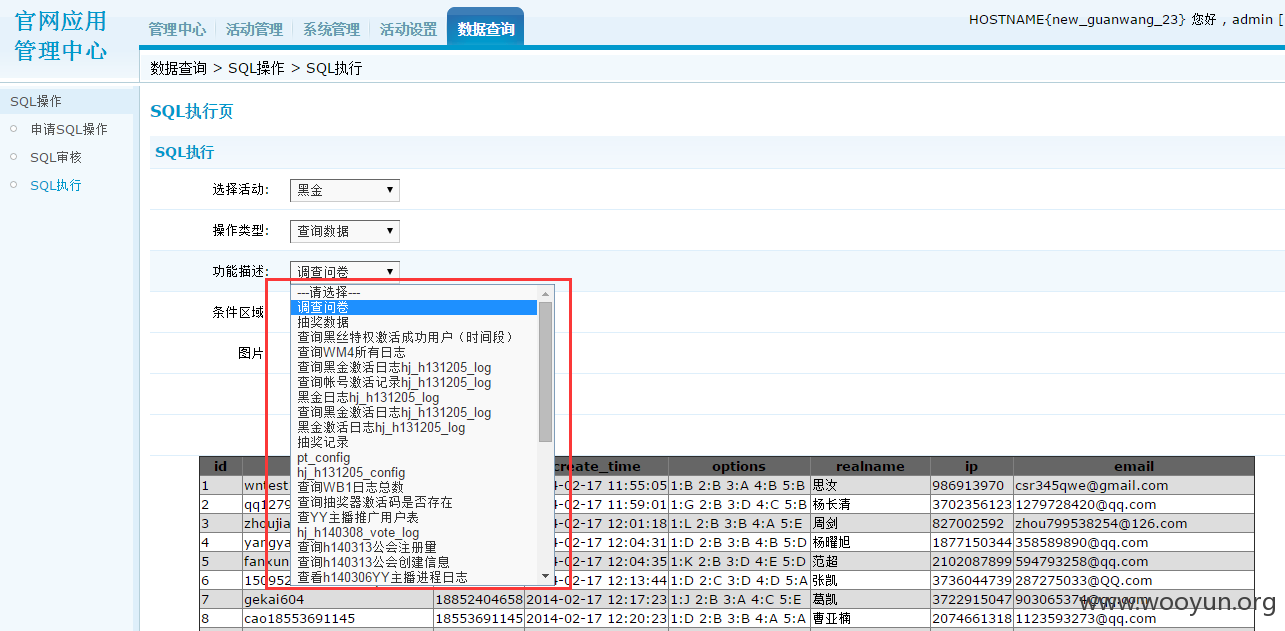 官网应用
管理中心
管理中心 活动管理 系统管理 活动设置 数据查询
HOSTNAME{new_guanwang_23} 您好 , admin [
数据查询 > SQL操作 > SQL执行
SQL操作
申请SQL操作
SQL审核
SQL执行
SQL执行页
SQL执行
选择活动: 黑金
操作类型: 查询数据
功能描述: 调查问卷
条件区域
图片
---请选择---
调查问卷
抽奖数据
查询黑丝特权激活成功用户（时间段）
查询WM4所有日志
查询黑金激活日志hj_h131205_log
查询帐号激活记录hj_h131205_log
黑金日志hj_h131205_log
查询黑金激活日志hj_h131205_log
黑金激活日志hj_h131205_log
抽奖记录
pt_config
hj_h131205_config
查询WB1日志总数
查询抽奖器激活码是否存在
查YY主播推广用户表
hj_h140308_vote_log
查询h140313公会注册量
查询h140313公会创建信息
查看h140306YY主播进程日志
id create_time options realname ip email
1 wntest 4-02-17 11:55:05 1:B 2:B 3:A 4:B 5:B 思汝 986913970 csr345qwe@gmail.com
2 qq1279 4-02-17 11:59:01 1:G 2:B 3:D 4:C 5:B 杨长清 3702356123 1279728420@qq.com
3 zhoujia 4-02-17 12:01:18 1:L 2:B 3:B 4:A 5:E 周剑 827002592 zhou799538254@126.com
4 yangya 4-02-17 12:04:31 1:D 2:B 3:B 4:B 5:D 杨曜旭 1877150344 358589890@qq.com
5 fanxun 4-02-17 12:04:35 1:K 2:B 3:D 4:E 5:D 范超 2102087899 594793258@qq.com
6 150952 4-02-17 12:13:44 1:D 2:C 3:D 4:D 5:A 张凯 3736044739 287275033@QQ.com
7 gekai604 18852404658 2014-02-17 12:17:23 1:J 2:B 3:A 4:C 5:E 葛凯 3722915047 903065374@qq.com
8 cao18553691145 18553691145 2014-02-17 12:20:23 1:D 2:B 3:A 4:A 5:A 曹亚楠 2074661318 1123593273@qq.com
www.wooyun.org